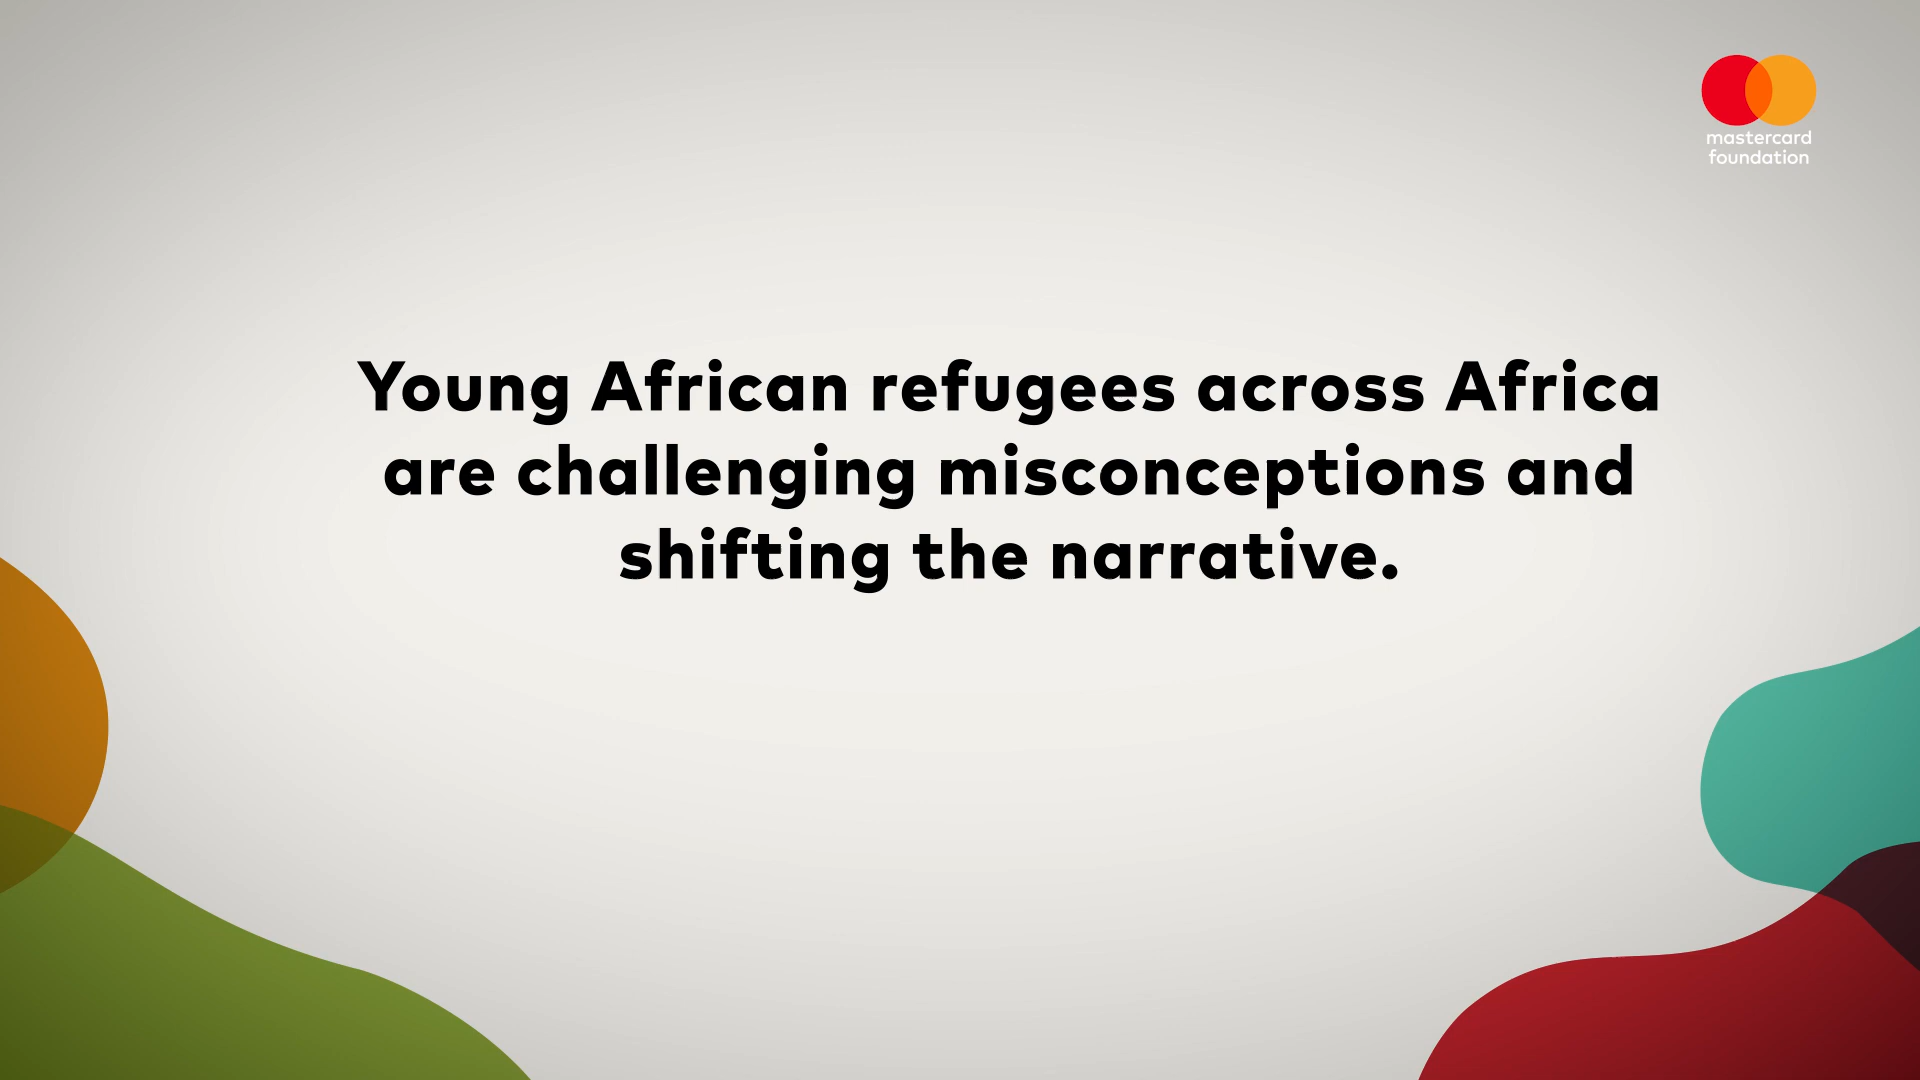 mastercard
foundation
Young African refugees across Africa
are challenging misconceptions and
shifting the narrative.